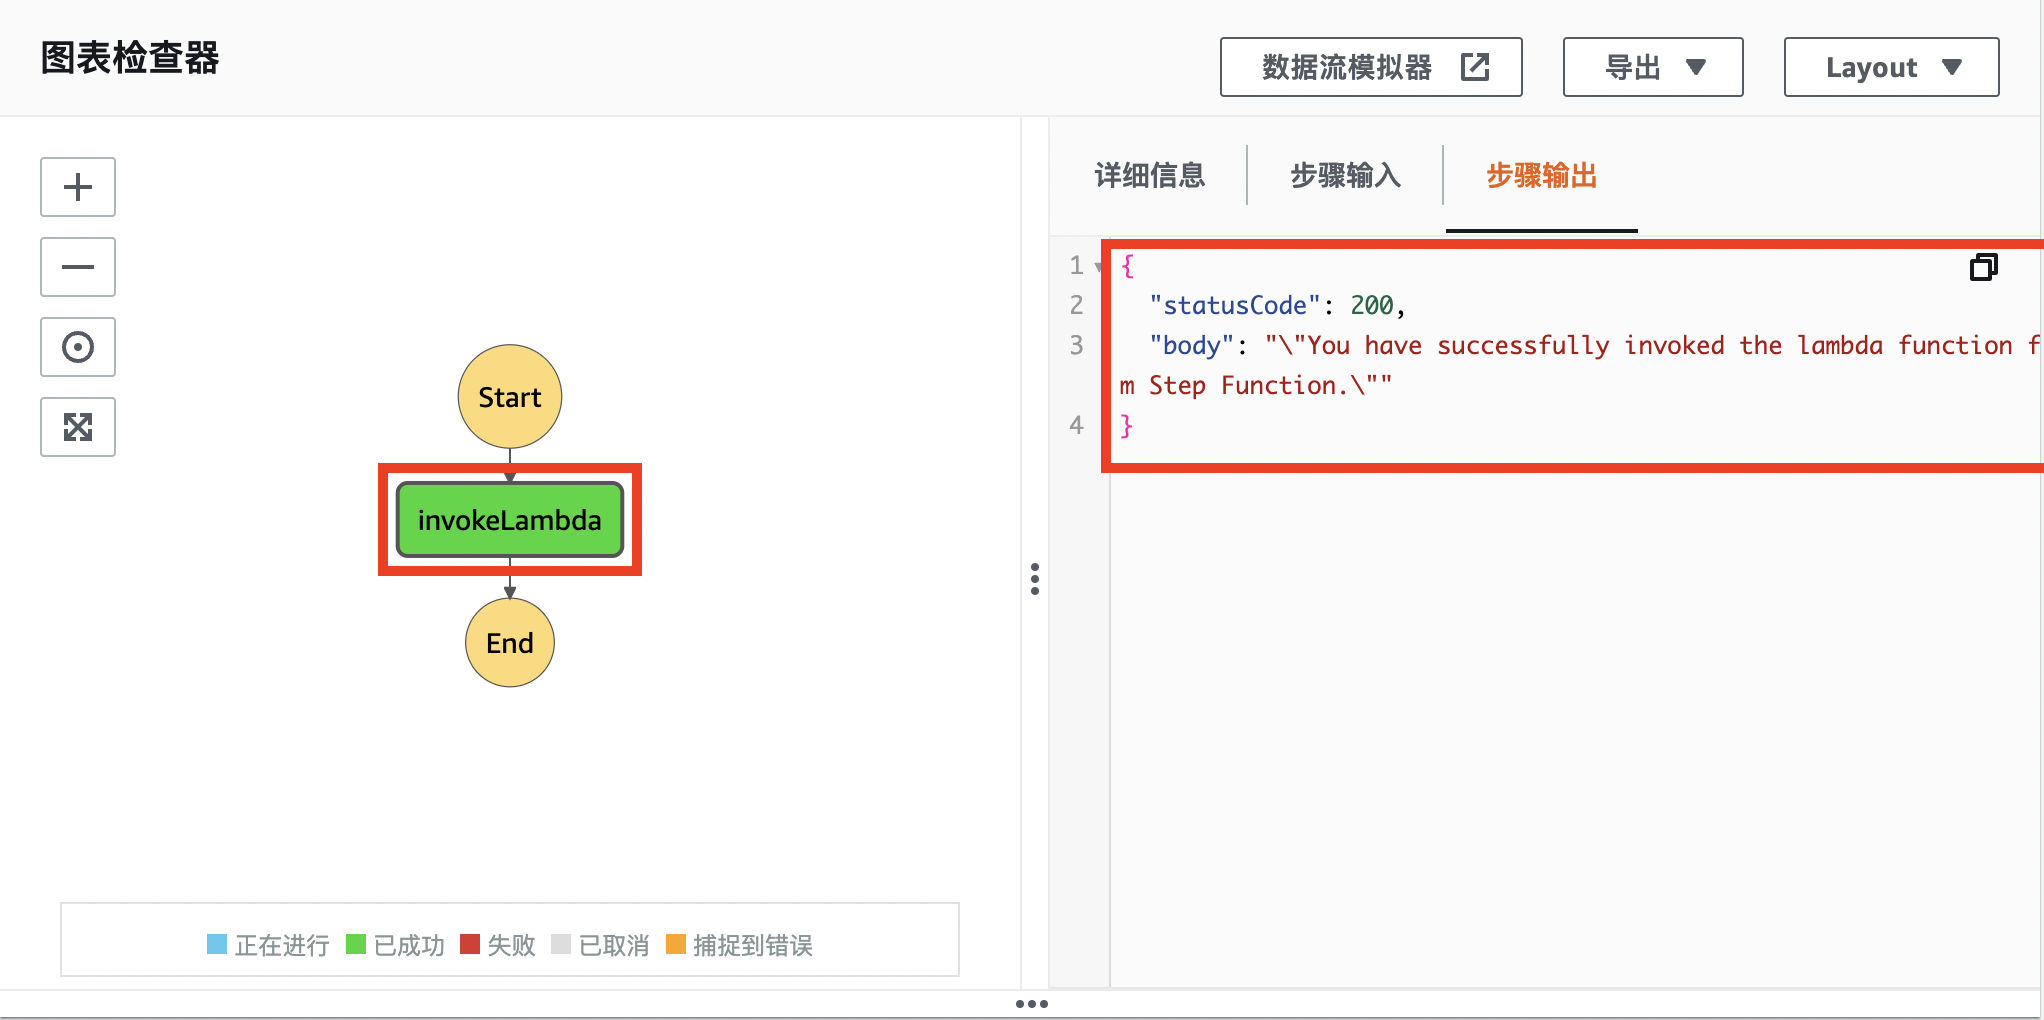 图表检查器
数据流模拟器
导出
Layout
详细信息
步骤输入
步骤输出
1 {
2 "statusCode": 200,
3 "body": "\"You have successfully invoked the lambda function f
m Step Function.\""
4 }
Start
invokeLambda
End
正在进行 已成功 失败 已取消 捕捉到错误